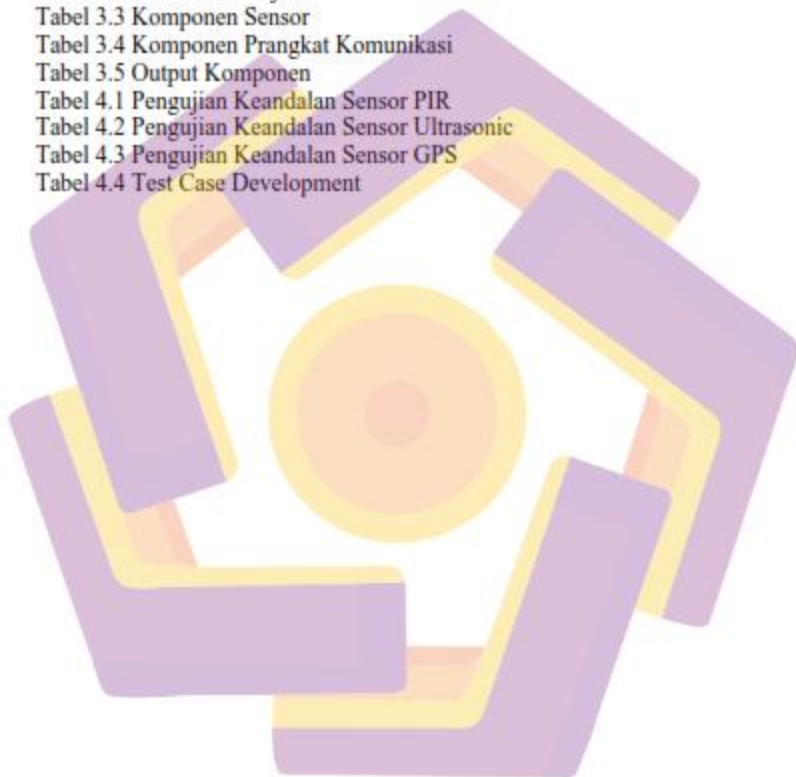 Tabel 3.3 Komponen Sensor
Tabel 3.4 Komponen Prangkat Komunikasi
Tabel 3.5 Output Komponen
Tabel 4.1 Pengujian Keandalan Sensor PIR
Tabel 4.2 Pengujian Keandalan Sensor Ultrasonic
Tabel 4.3 Pengujian Keandalan Sensor GPS
Tabel 4.4 Test Case Development